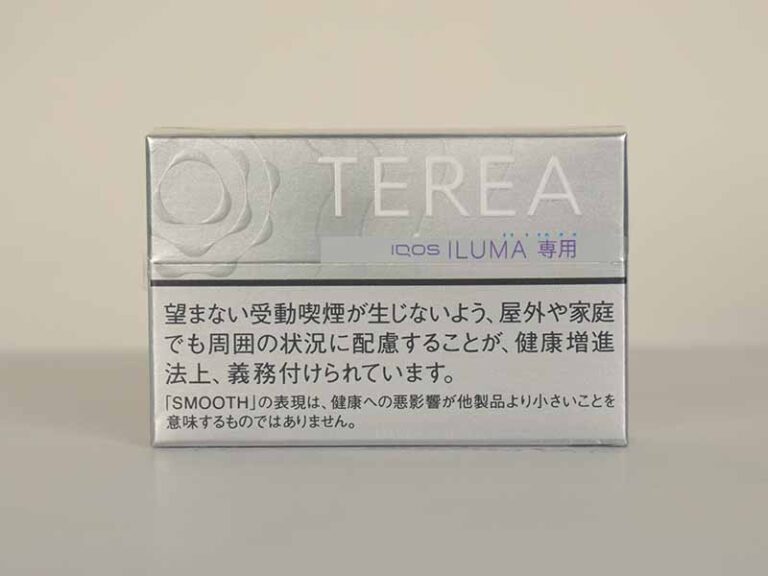 TEREA
IQOS ILUMA 専用
望まない受動喫煙が生じないよう、屋外や家庭
でも周囲の状況に配慮することが、健康増進
法上、義務付けられています。
「SMOOTH」の表現は、健康への悪影響が他製品より小さいことを
意味するものではありません。